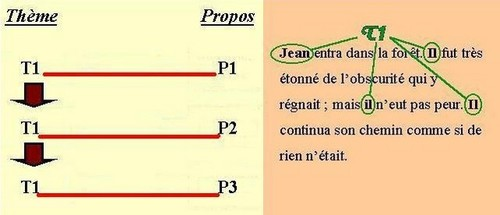 Thème Propos
T1 P1
T1 P2
T1 P3
T1
Jean entra dans la forêt. Il fut très
étonné de l'obscurité qui y
régnait ; mais il n'eut pas peur. Il
continua son chemin comme si de
rien n'était.